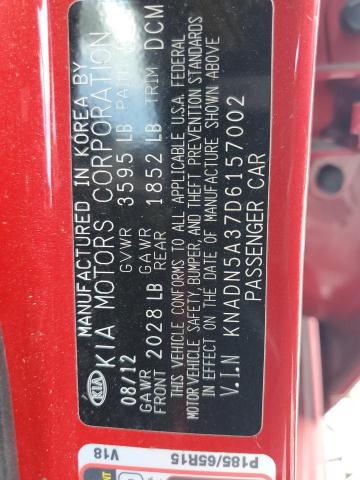 MANUFACTURED IN KOREA BY
KIA KIA MOTORS CORPORATION
08/12 GVWR 3595 LB PAINT
GAWR FRONT 2028 LB GAWR REAR 1852 LB TRIM DCM
THIS VEHICLE CONFORMS TO ALL APPLICABLE U.S.A. FEDERAL
MOTOR VEHICLE SAFETY, BUMPER, AND THEFT PREVENTION STANDARDS
IN EFFECT ON THE DATE OF MANUFACTURE SHOWN ABOVE
V.I.N KNADN5A37D6157002
PASSENGER CAR
P185/65R15
V18